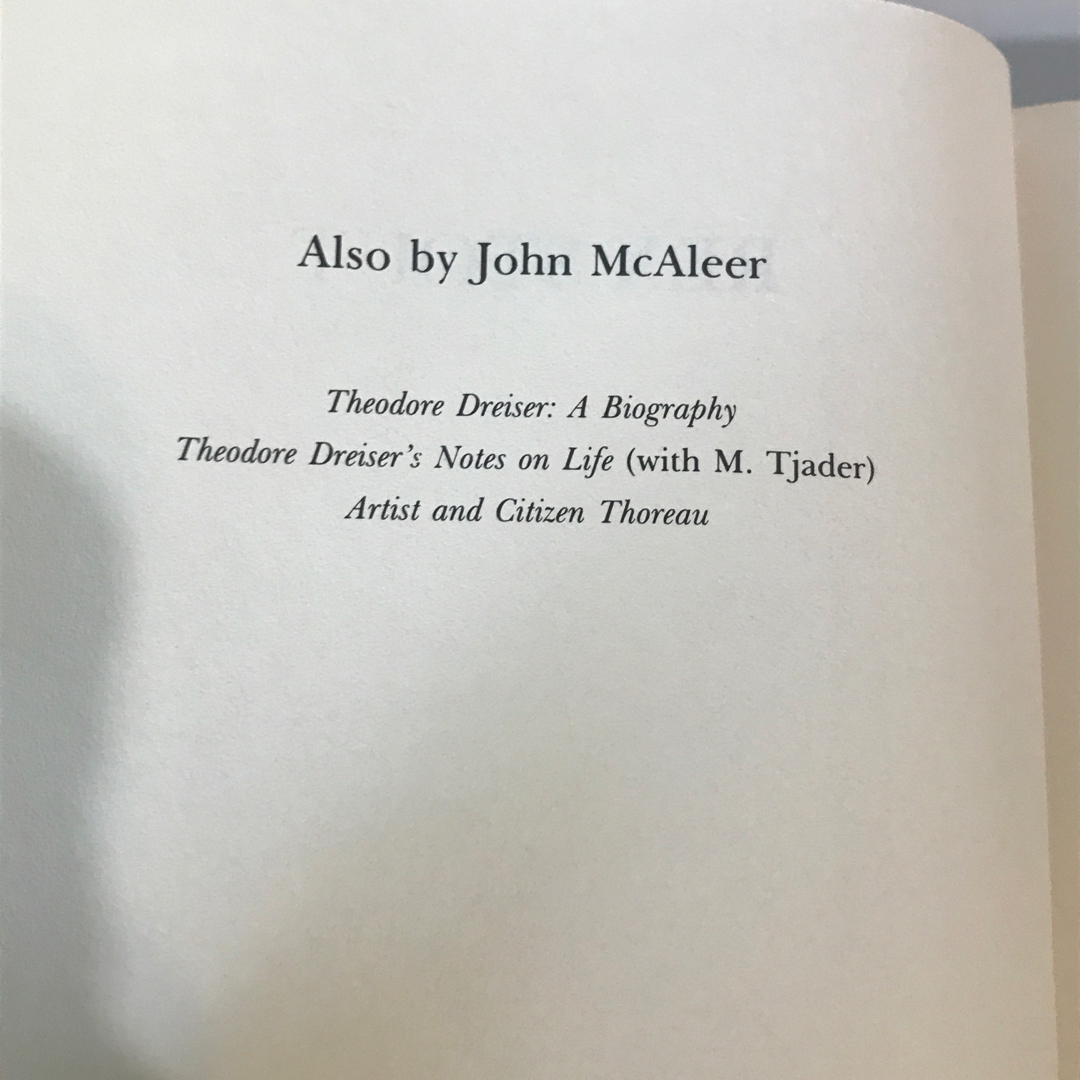 Also by John McAleer
Theodore Dreiser: A Biography
Theodore Dreiser's Notes on Life (with M. Tjader)
Artist and Citizen Thoreau